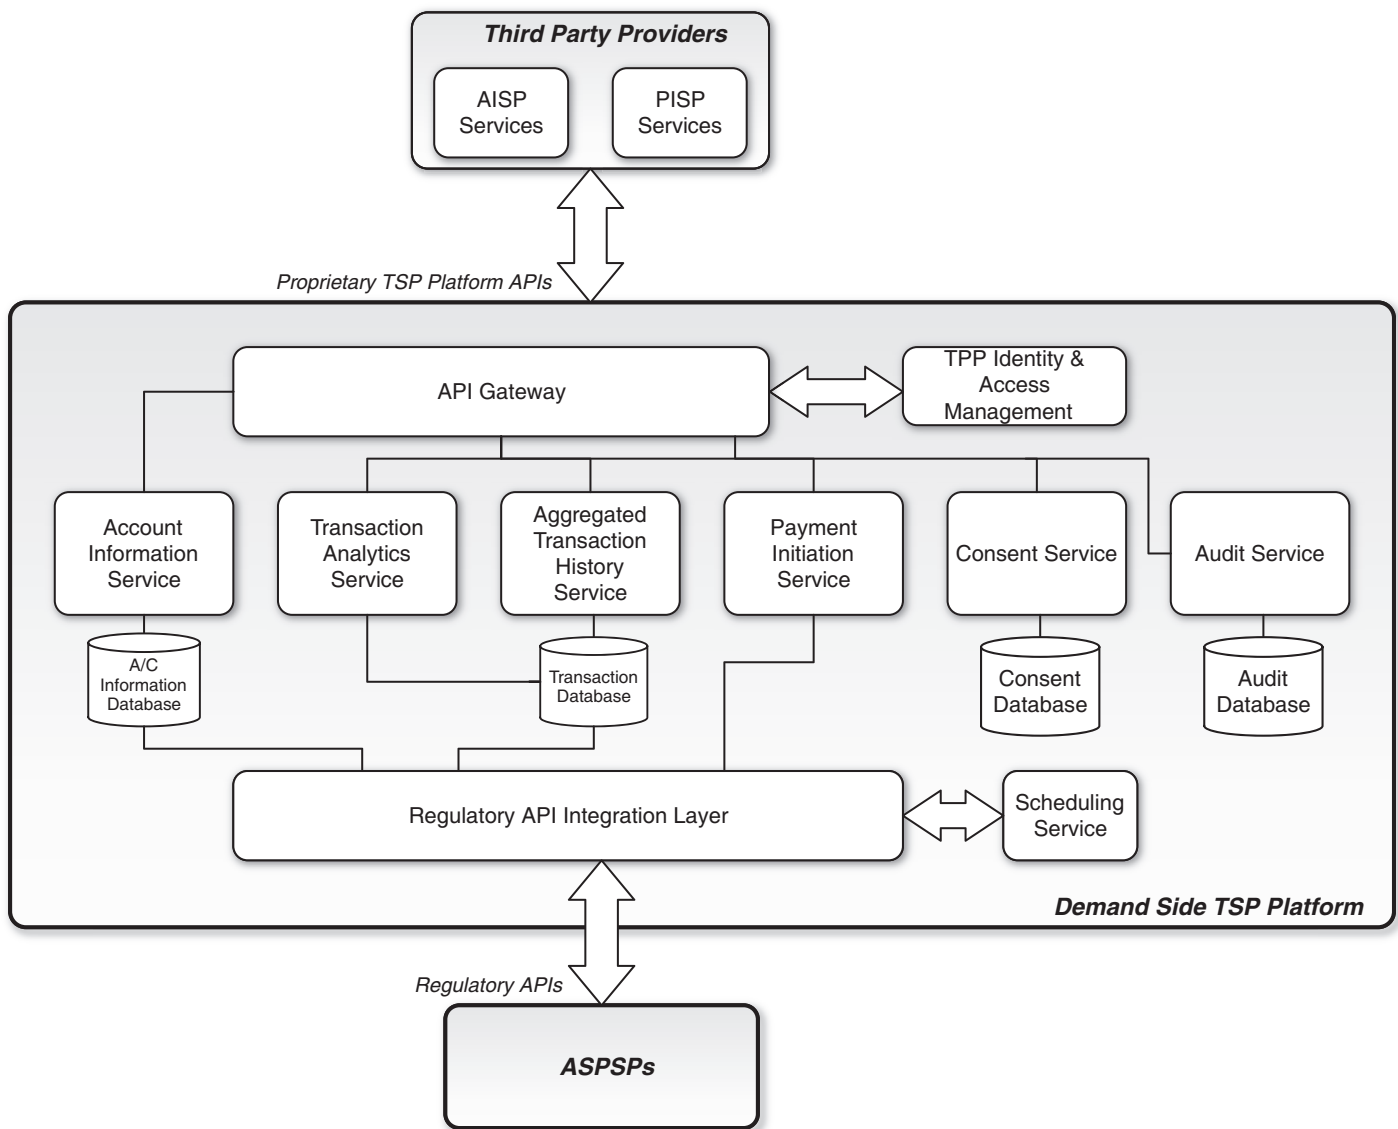 Third Party Providers
AISP
Services
PISP
Services
Proprietary TSP Platform APIs
API Gateway
TPP Identity &
Access
Management
Account
Information
Service
Transaction
Analytics
Service
Aggregated
Transaction
History
Service
Payment
Initiation
Service
Consent Service
Audit Service
A/C
Information
Database
Transaction
Database
Consent
Database
Audit
Database
Regulatory API Integration Layer
Scheduling
Service
Demand Side TSP Platform
Regulatory APIs
ASPSPs